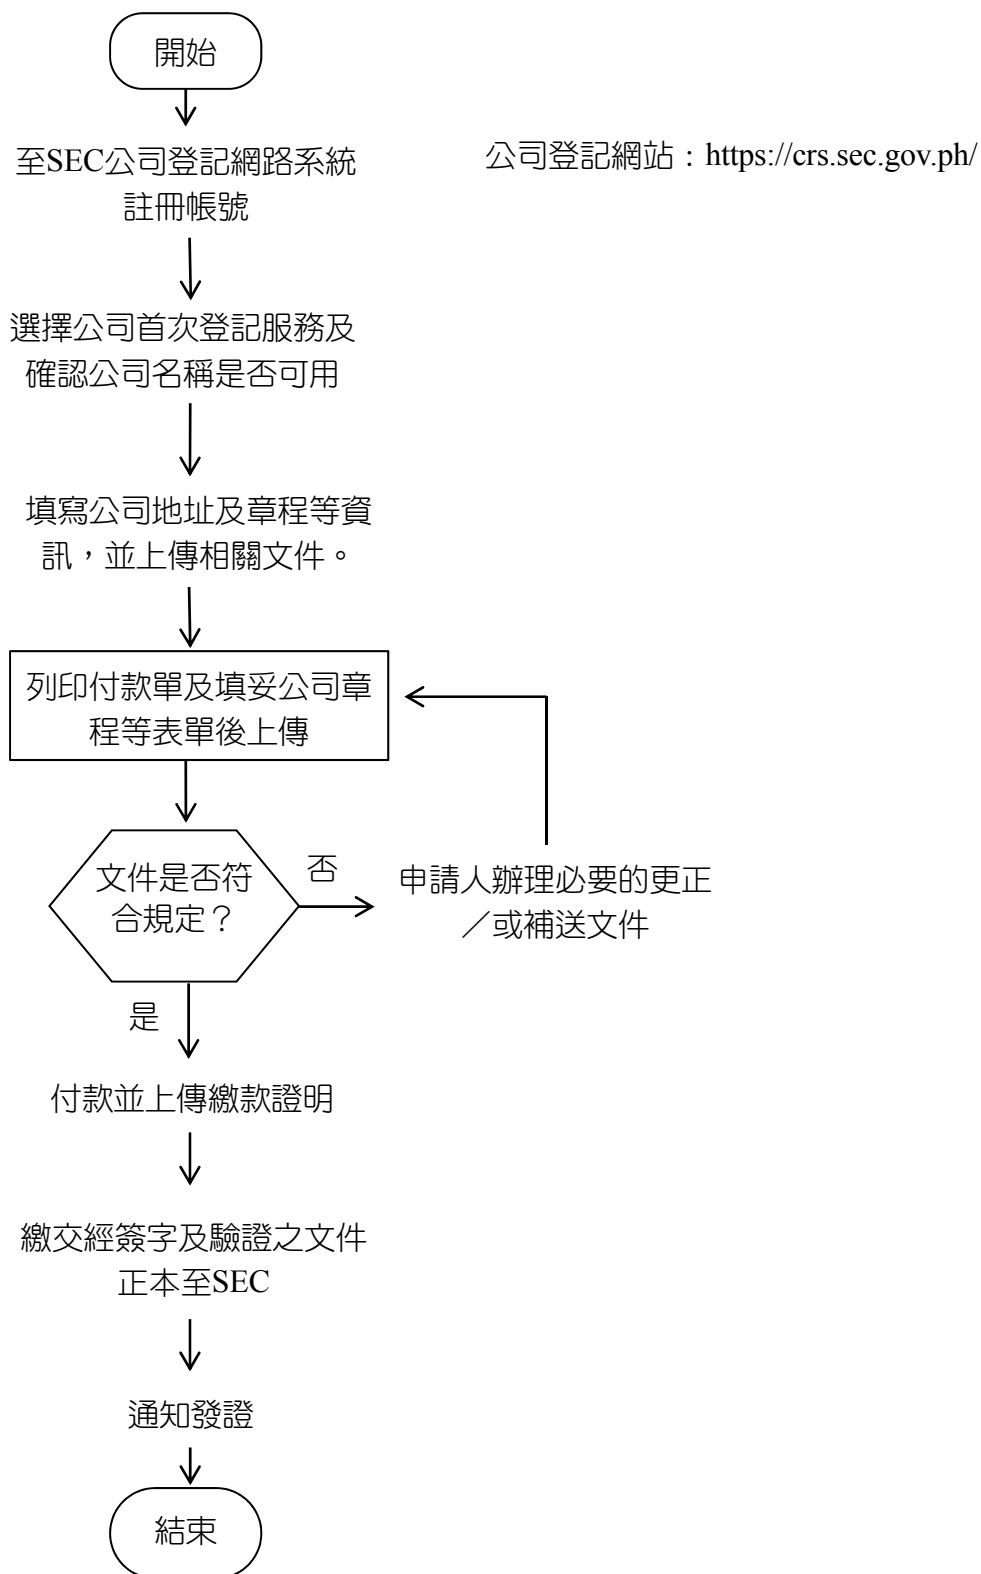 開始
至SEC公司登記網路系統
註冊帳號
公司登記網站：https://crs.sec.gov.ph/
選擇公司首次登記服務及
確認公司名稱是否可用
填寫公司地址及章程等資
訊，並上傳相關文件。
列印付款單及填妥公司章
程等表單後上傳
文件是否符
合規定？
否
申請人辦理必要的更正
／或補送文件
是
付款並上傳繳款證明
繳交經簽字及驗證之文件
正本至SEC
通知發證
結束